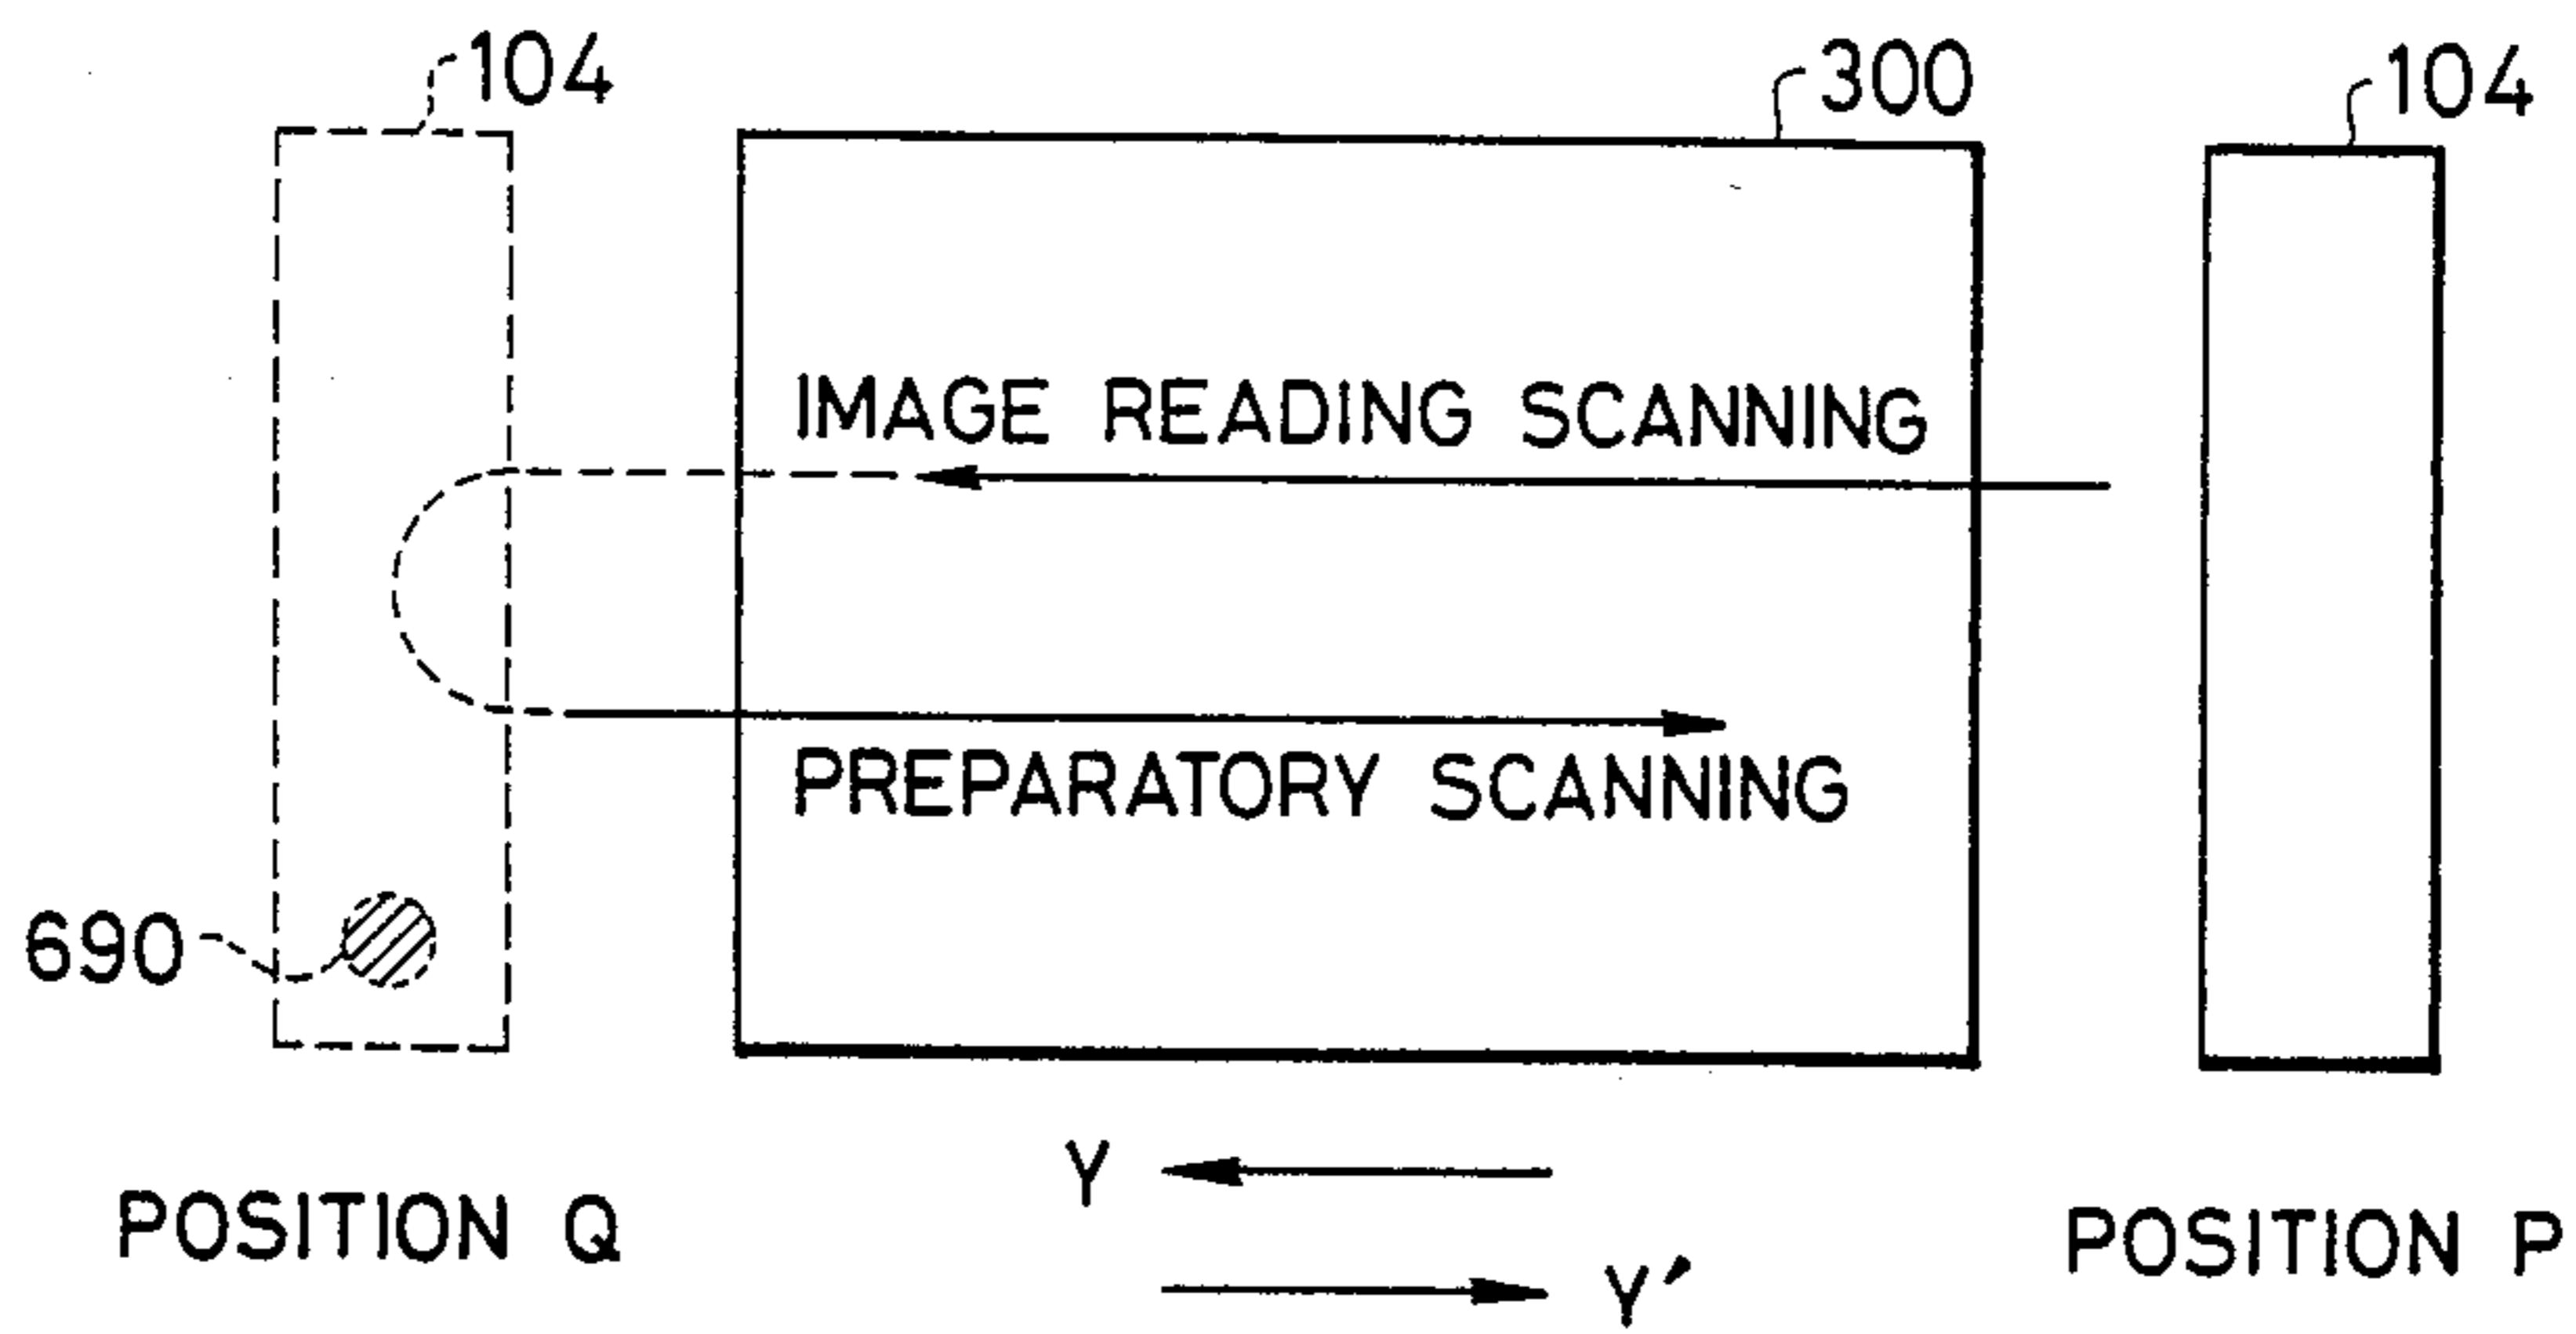 104
300
104
IMAGE READING SCANNING
PREPARATORY SCANNING
690
Y
POSITION Q
POSITION P
Y'